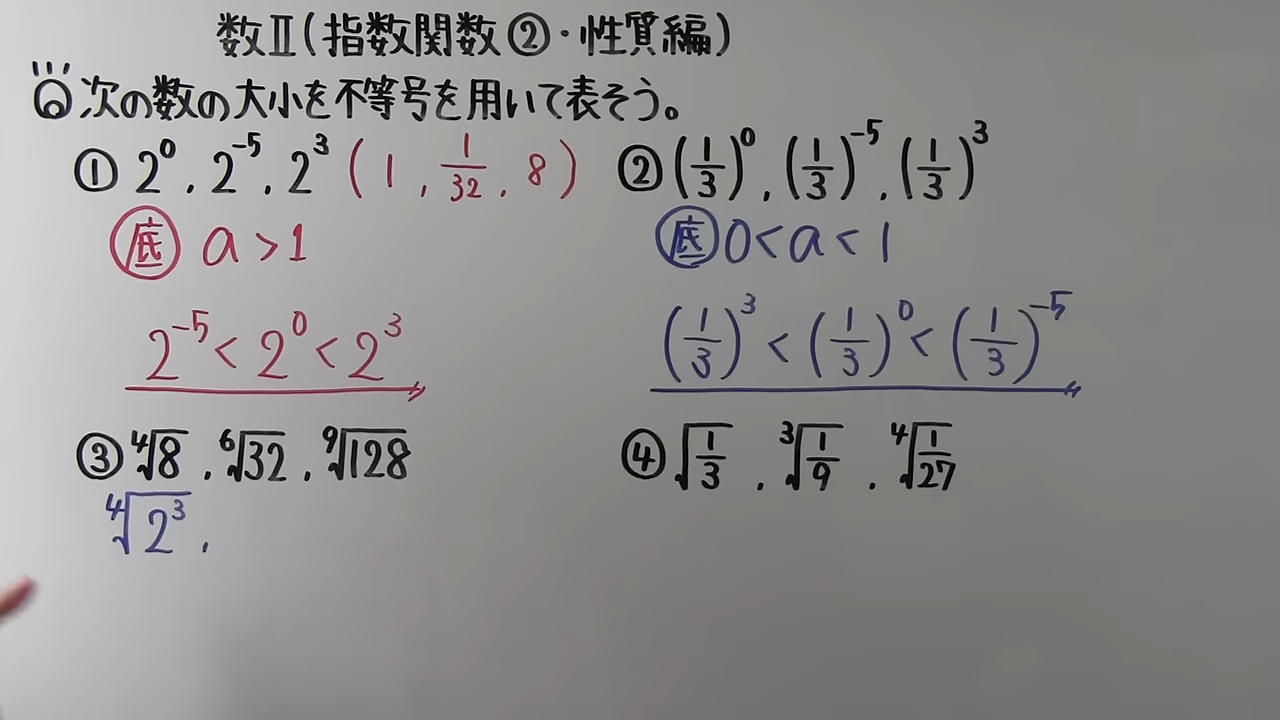 数Ⅱ(指数関数②・性質編)
Q 次の数の大小を不等号を用いて表そう。
① 2⁰, 2⁻⁵, 2³ (1, 1/32, 8)
底 a > 1
2⁻⁵ < 2⁰ < 2³
② (1/3)⁰, (1/3)⁻⁵, (1/3)³
底 0 < a < 1
(1/3)³ < (1/3)⁰ < (1/3)⁻⁵
③ ⁴√8, ⁶√32, ⁹√128
⁴√2³,
④ √1/3, ³√1/9, ⁴√1/27